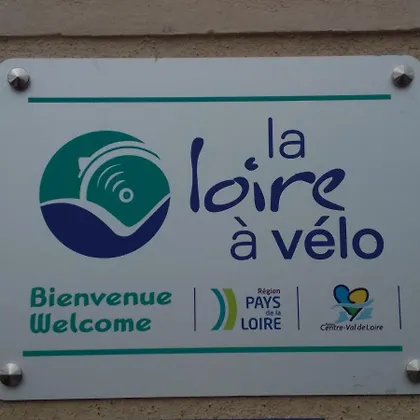 la
loire
à vélo
Bienvenue
Welcome
Région
PAYS
de la
LOIRE
Centre-Val de Loire